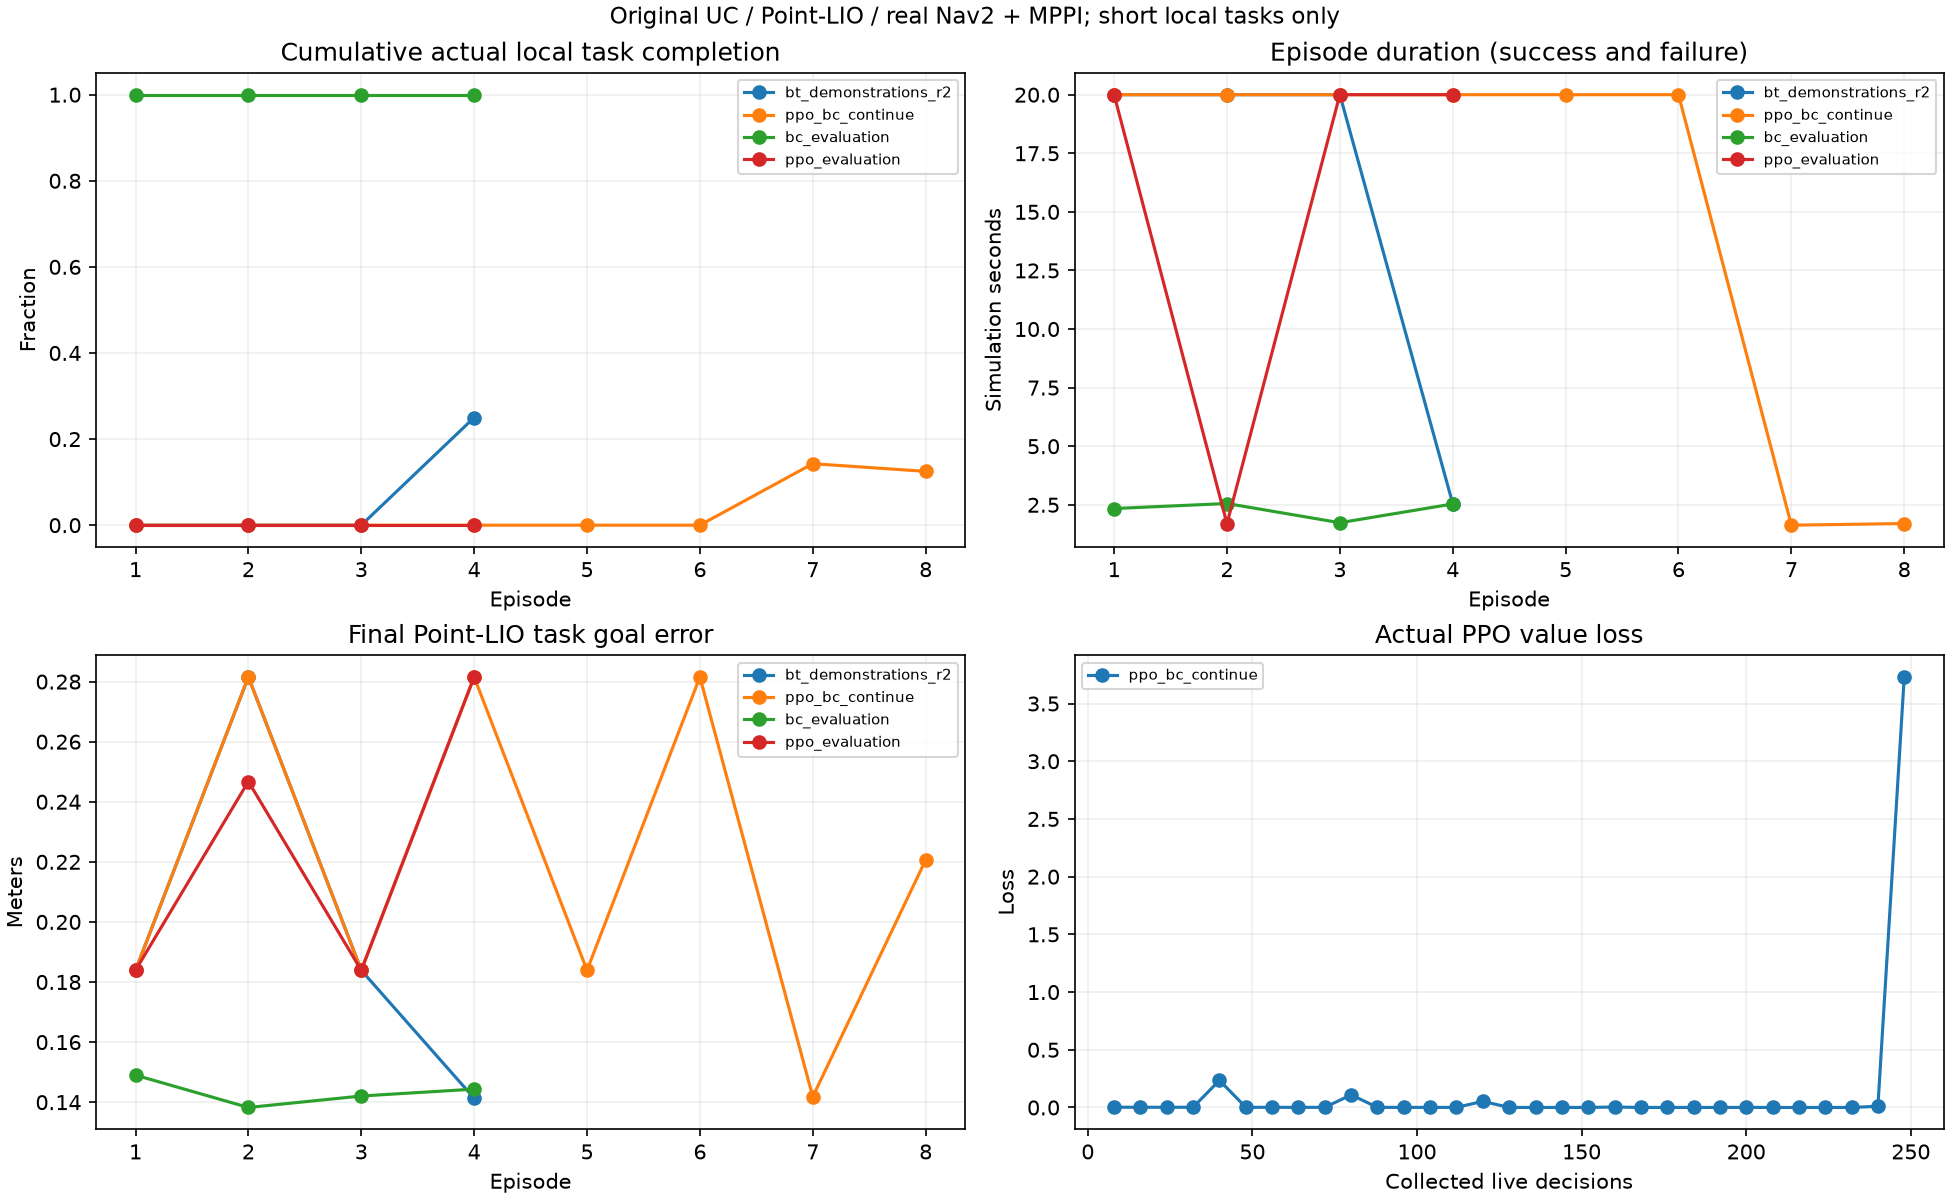 Original UC / Point-LIO / real Nav2 + MPPI; short local tasks only
Cumulative actual local task completion
1.0
0.8
0.6
0.4
0.2
0.0
Fraction
1 2 3 4 5 6 7 8
Episode
bt_demonstrations_r2
ppo_bc_continue
bc_evaluation
ppo_evaluation
Episode duration (success and failure)
20.0
17.5
15.0
12.5
10.0
7.5
5.0
2.5
Simulation seconds
1 2 3 4 5 6 7 8
Episode
bt_demonstrations_r2
ppo_bc_continue
bc_evaluation
ppo_evaluation
Final Point-LIO task goal error
0.28
0.26
0.24
0.22
0.20
0.18
0.16
0.14
Meters
1 2 3 4 5 6 7 8
Episode
bt_demonstrations_r2
ppo_bc_continue
bc_evaluation
ppo_evaluation
Actual PPO value loss
3.5
3.0
2.5
2.0
1.5
1.0
0.5
0.0
Loss
0 50 100 150 200 250
Collected live decisions
ppo_bc_continue